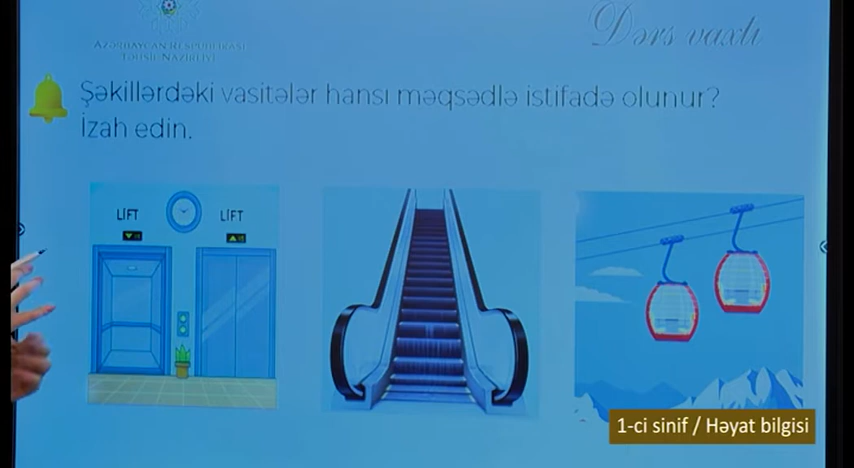 Dərs vaxtı
AZƏRBAYCAN RESPUBLİKASI
TƏHSİL NAZİRLİYİ
Şəkillərdəki vasitələr hansı məqsədlə istifadə olunur?
İzah edin.
LİFT
LİFT
1-ci sinif / Həyat bilgisi